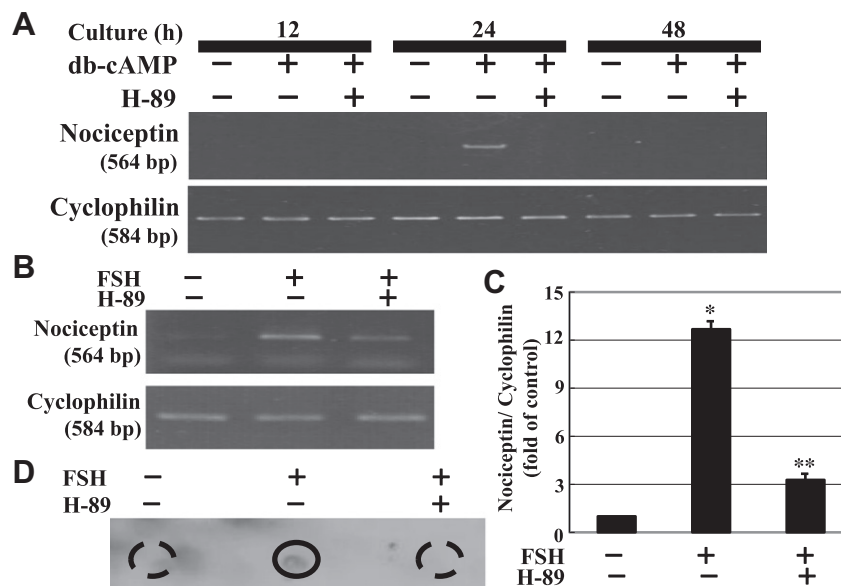 A
Culture (h) 12 24 48
db-cAMP − + + − + + − + +
H-89 − − + − − + − − +
Nociceptin
(564 bp)
Cyclophilin
(584 bp)
B
FSH − + +
H-89 − − +
Nociceptin
(564 bp)
Cyclophilin
(584 bp)
C
Nociceptin/ Cyclophilin
(fold of control)
15
12
9
6
3
0
*
**
FSH − + +
H-89 − − +
D
FSH − + +
H-89 − − +